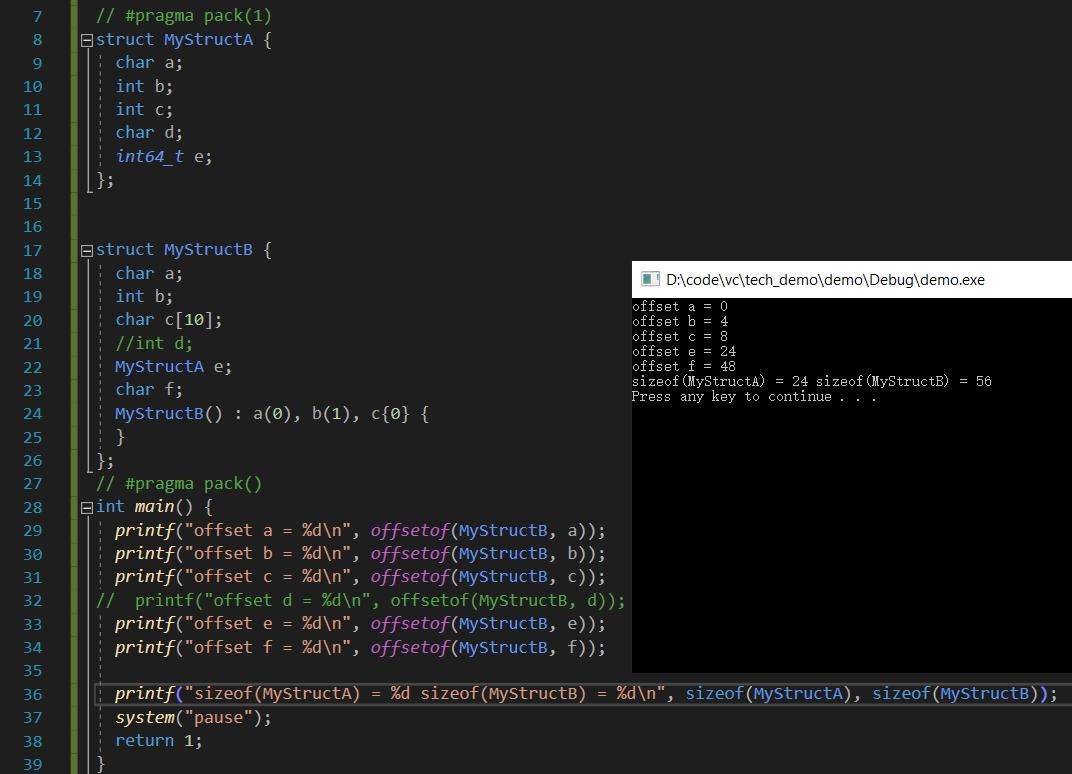 7 // #pragma pack(1)
8 struct MyStructA {
9 char a;
10 int b;
11 int c;
12 char d;
13 int64_t e;
14 };
15
16
17 struct MyStructB {
18 char a;
19 int b;
20 char c[10];
21 //int d;
22 MyStructA e;
23 char f;
24 MyStructB() : a(0), b(1), c{0} {
25 }
26 };
27 // #pragma pack()
28 int main() {
29 printf("offset a = %d\n", offsetof(MyStructB, a));
30 printf("offset b = %d\n", offsetof(MyStructB, b));
31 printf("offset c = %d\n", offsetof(MyStructB, c));
32 // printf("offset d = %d\n", offsetof(MyStructB, d));
33 printf("offset e = %d\n", offsetof(MyStructB, e));
34 printf("offset f = %d\n", offsetof(MyStructB, f));
35
36 printf("sizeof(MyStructA) = %d sizeof(MyStructB) = %d\n", sizeof(MyStructA), sizeof(MyStructB));
37 system("pause");
38 return 1;
39 }
D:\code\vc\tech_demo\demo\Debug\demo.exe
offset a = 0
offset b = 4
offset c = 8
offset e = 24
offset f = 48
sizeof(MyStructA) = 24 sizeof(MyStructB) = 56
Press any key to continue . . .